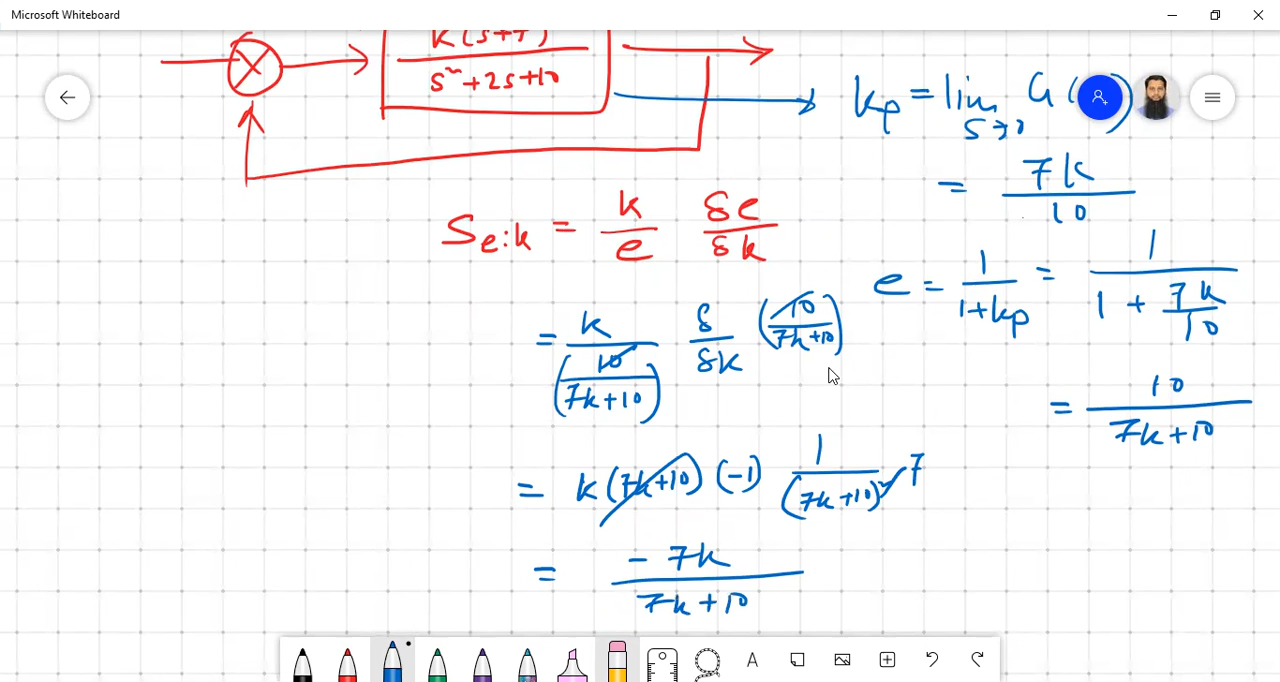 Microsoft Whiteboard
k(s+7)
s²+2s+10
kp = lim G(
s→0
= 7k
10
Se:k = k/e δe/δk
e = 1/(1+kp) = 1/(1 + 7k/10)
= k/(10/(7k+10)) δ/δk (10/(7k+10))
= 10/(7k+10)
= k(7k+10) (-1) 1/(7k+10)² 7
= -7k/(7k+10)
A